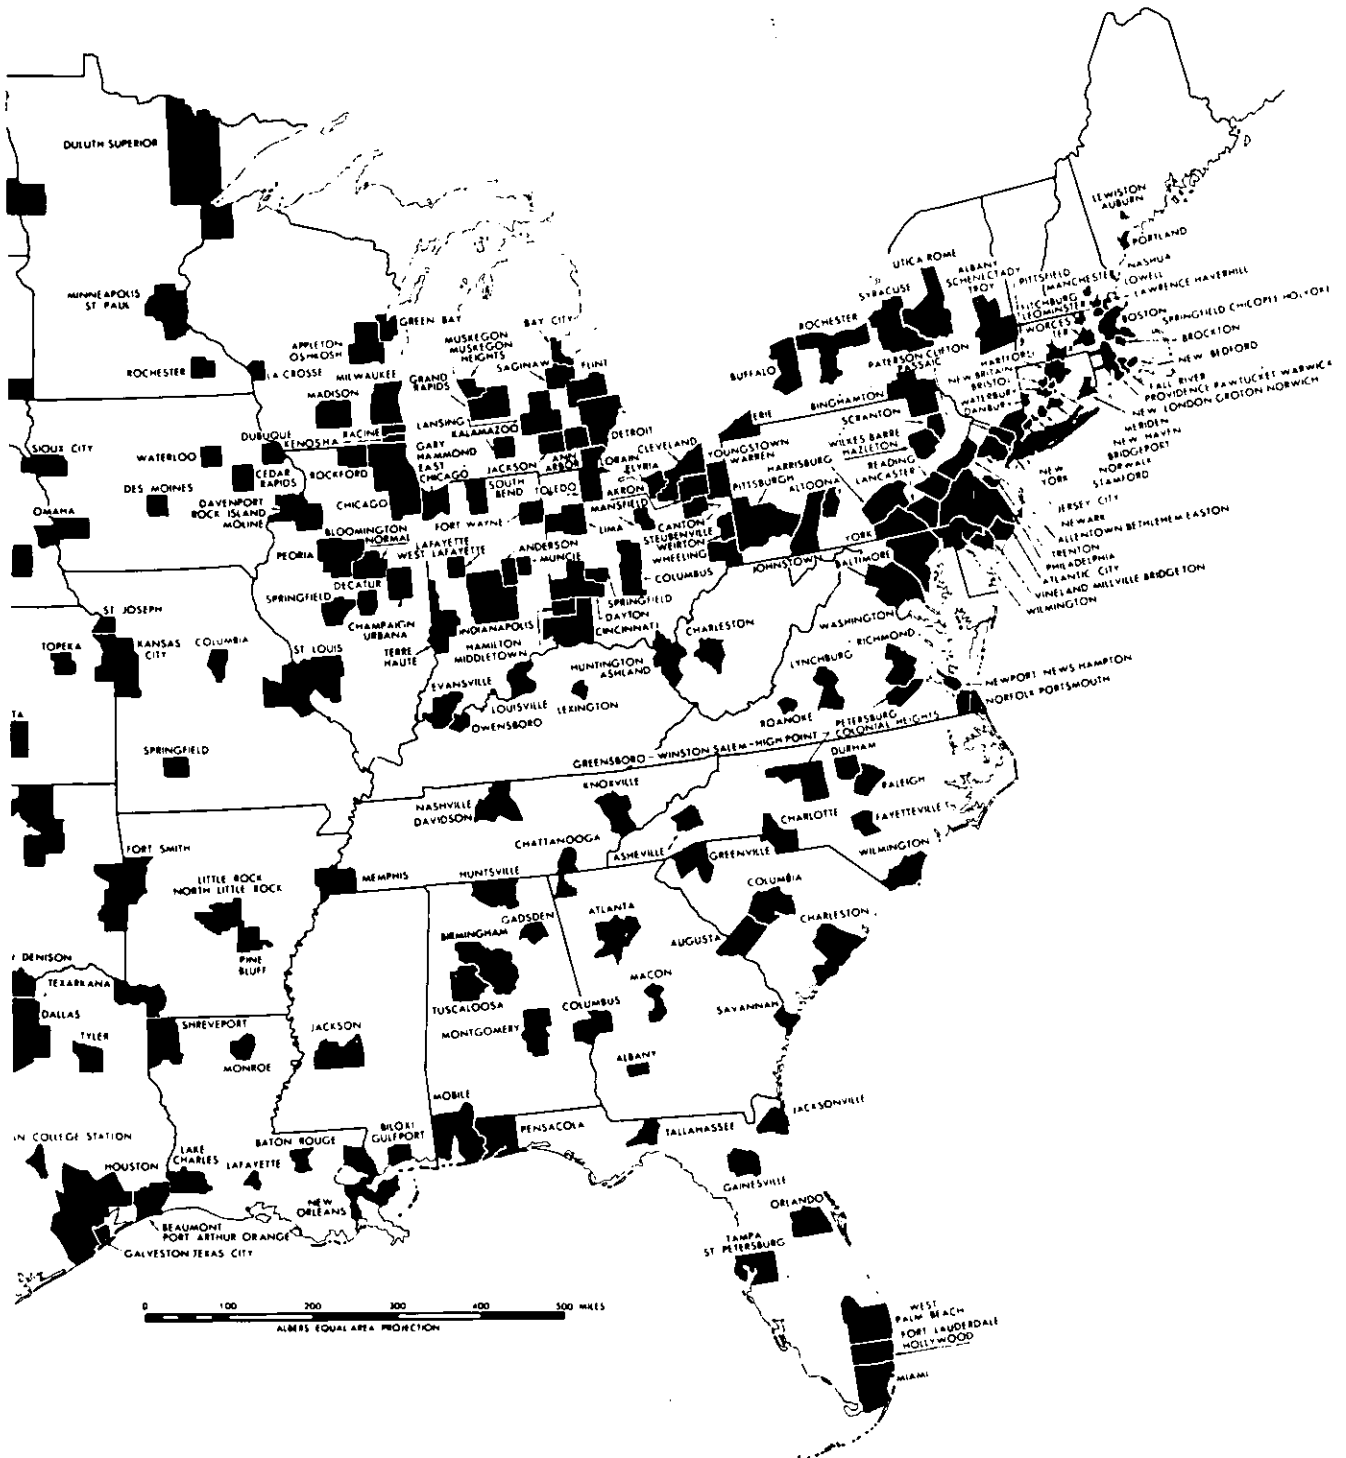 DULUTH SUPERIOR
MINNEAPOLIS
ST PAUL
ROCHESTER
LA CROSSE
GREEN BAY
APPLETON
OSHKOSH
MILWAUKEE
MADISON
RACINE
KENOSHA
DUBUQUE
ROCKFORD
SIOUX CITY
WATERLOO
CEDAR
RAPIDS
DES MOINES
DAVENPORT
ROCK ISLAND
MOLINE
OMAHA
CHICAGO
BLOOMINGTON
NORMAL
PEORIA
DECATUR
SPRINGFIELD
CHAMPAIGN
URBANA
MUSKEGON
MUSKEGON
HEIGHTS
BAY CITY
SAGINAW
FLINT
GRAND
RAPIDS
LANSING
KALAMAZOO
GARY
HAMMOND
EAST
CHICAGO
JACKSON
ANN
ARBOR
DETROIT
SOUTH
BEND
TOLEDO
FORT WAYNE
LIMA
LAFAYETTE
WEST LAFAYETTE
ANDERSON
MUNCIE
INDIANAPOLIS
TERRE
HAUTE
HAMILTON
MIDDLETOWN
CINCINNATI
DAYTON
SPRINGFIELD
COLUMBUS
LORAIN
ELYRIA
CLEVELAND
AKRON
MANSFIELD
CANTON
STEUBENVILLE
WEIRTON
WHEELING
YOUNGSTOWN
WARREN
PITTSBURGH
ERIE
ALTOONA
JOHNSTOWN
HARRISBURG
YORK
LANCASTER
READING
WILKES BARRE
HAZLETON
SCRANTON
BINGHAMTON
BUFFALO
ROCHESTER
SYRACUSE
UTICA ROME
ALBANY
SCHENECTADY
TROY
PATERSON CLIFTON
PASSAIC
LEWISTON
AUBURN
PORTLAND
NASHUA
MANCHESTER
LOWELL
LAWRENCE HAVERHILL
PITTSFIELD
FITCHBURG
LEOMINSTER
WORCES
TER
BOSTON
SPRINGFIELD CHICOPEE HOLYOKE
BROCKTON
NEW BEDFORD
FALL RIVER
PROVIDENCE PAWTUCKET WARWICK
NEW LONDON GROTON NORWICH
HARTFORD
NEW BRITAIN
BRISTOL
WATERBURY
DANBURY
MERIDEN
NEW HAVEN
BRIDGEPORT
NORWALK
STAMFORD
NEW
YORK
JERSEY CITY
NEWARK
ALLENTOWN BETHLEHEM EASTON
TRENTON
PHILADELPHIA
ATLANTIC CITY
VINELAND MILLVILLE BRIDGETON
WILMINGTON
BALTIMORE
WASHINGTON
RICHMOND
LYNCHBURG
ROANOKE
PETERSBURG
COLONIAL HEIGHTS
NEWPORT NEWS HAMPTON
NORFOLK PORTSMOUTH
CHARLESTON
HUNTINGTON
ASHLAND
LEXINGTON
LOUISVILLE
EVANSVILLE
OWENSBORO
ST JOSEPH
TOPEKA
KANSAS
CITY
COLUMBIA
ST LOUIS
SPRINGFIELD
TA
GREENSBORO - WINSTON SALEM - HIGH POINT
DURHAM
RALEIGH
FAYETTEVILLE
CHARLOTTE
WILMINGTON
ASHEVILLE
GREENVILLE
COLUMBIA
CHARLESTON
NASHVILLE
DAVIDSON
KNOXVILLE
CHATTANOOGA
MEMPHIS
HUNTSVILLE
GADSDEN
BIRMINGHAM
TUSCALOOSA
MONTGOMERY
MOBILE
ATLANTA
AUGUSTA
MACON
COLUMBUS
SAVANNAH
ALBANY
FORT SMITH
LITTLE ROCK
NORTH LITTLE ROCK
PINE
BLUFF
DENISON
TEXARKANA
DALLAS
TYLER
SHREVEPORT
MONROE
JACKSON
BILOXI
GULFPORT
PENSACOLA
TALLAHASSEE
JACKSONVILLE
GAINESVILLE
ORLANDO
TAMPA
ST PETERSBURG
WEST
PALM BEACH
FORT LAUDERDALE
HOLLYWOOD
MIAMI
AN COLLEGE STATION
HOUSTON
LAKE
CHARLES
LAFAYETTE
BATON ROUGE
NEW
ORLEANS
BEAUMONT
PORT ARTHUR ORANGE
GALVESTON TEXAS CITY
0 100 200 300 400 500 MILES
ALBERS EQUAL AREA PROJECTION